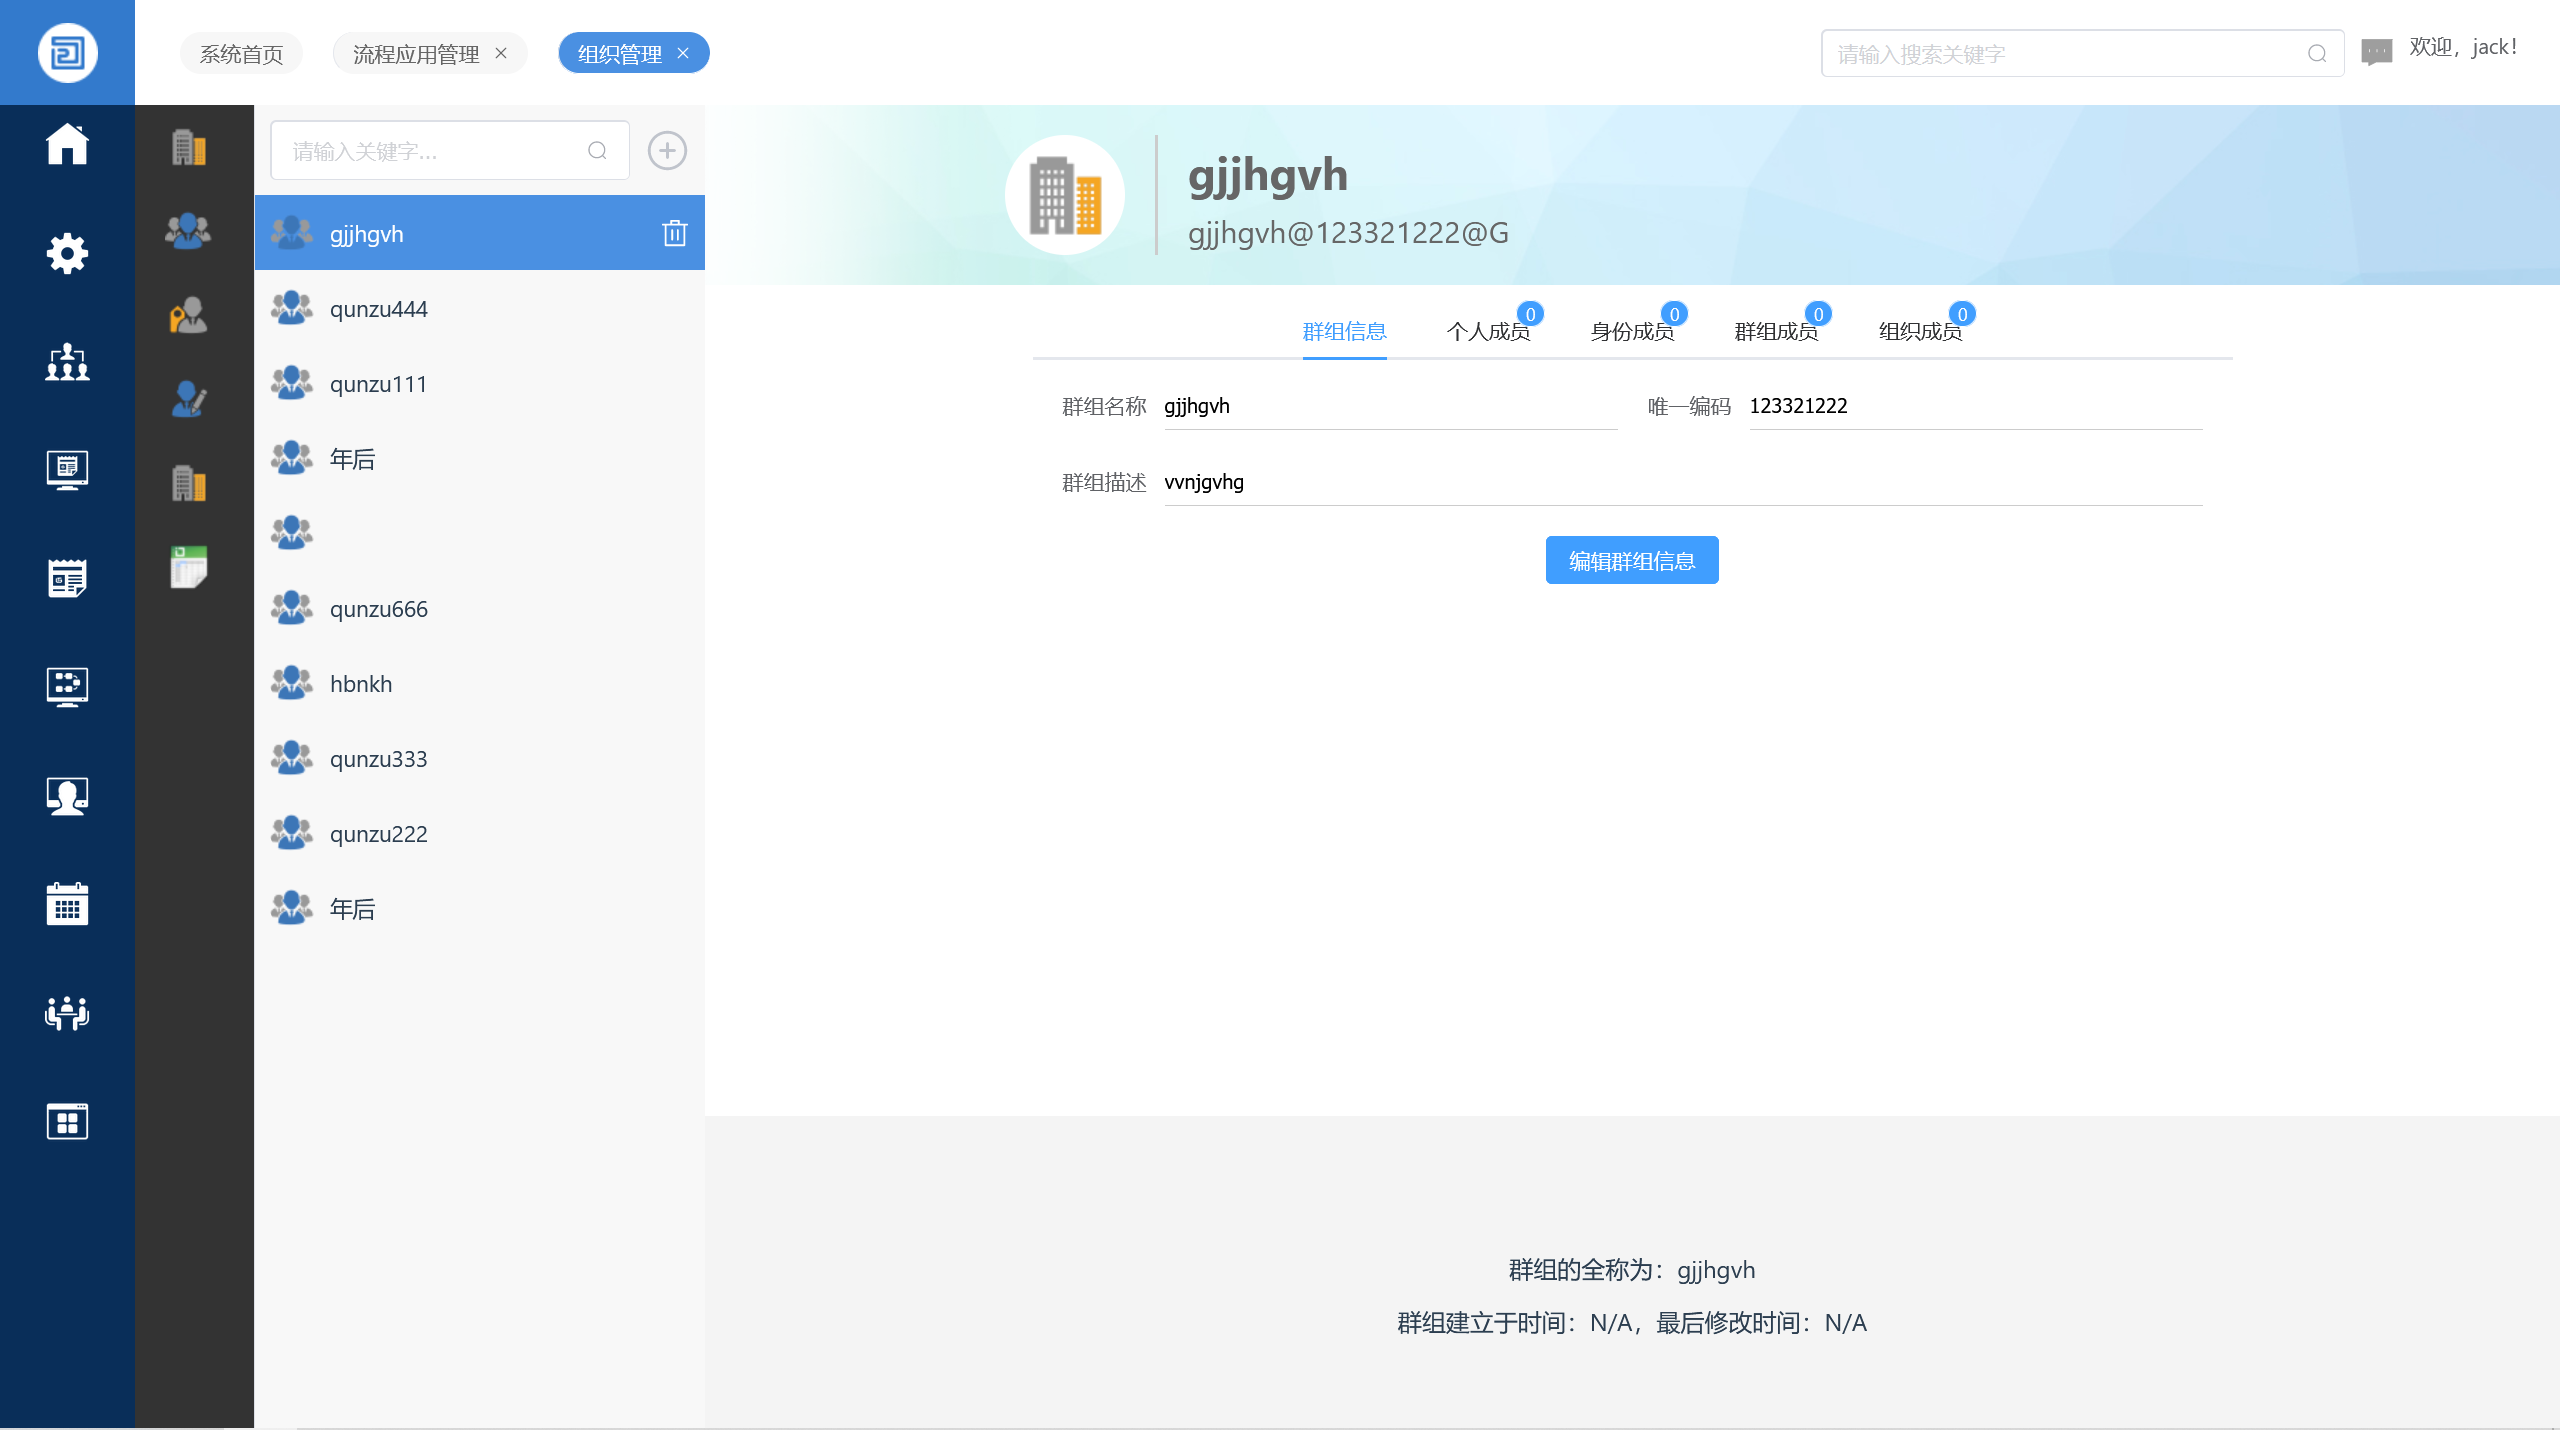 系统首页 流程应用管理 组织管理
请输入搜索关键字
欢迎，jack！
请输入关键字...
gjjhgvh
qunzu444
qunzu111
年后
qunzu666
hbnkh
qunzu333
qunzu222
年后
gjjhgvh
gjjhgvh@123321222@G
群组信息 个人成员 0 身份成员 0 群组成员 0 组织成员 0
群组名称 gjjhgvh 唯一编码 123321222
群组描述 vvnjgvhg
编辑群组信息
群组的全称为：gjjhgvh
群组建立于时间：N/A，最后修改时间：N/A